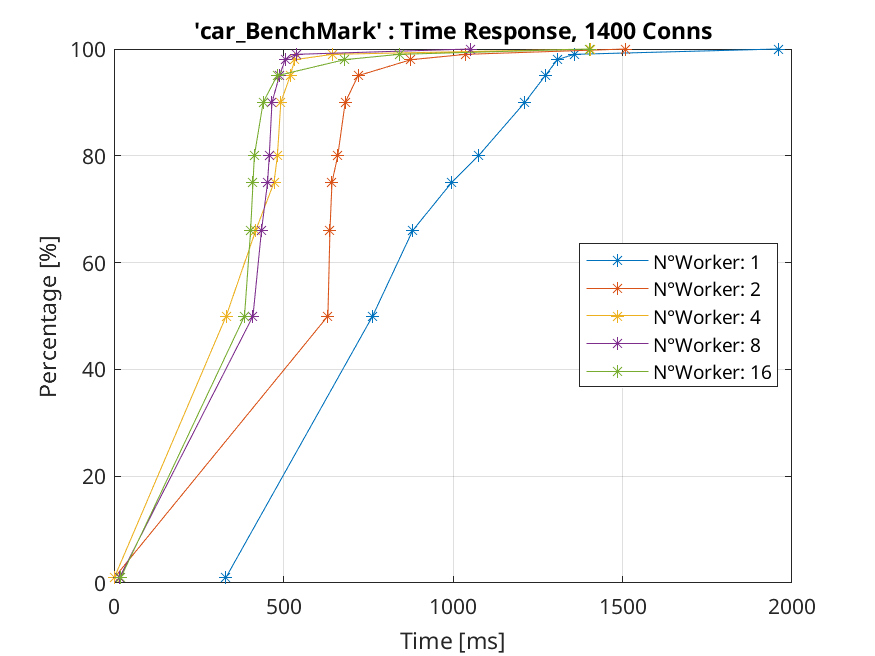 'car_BenchMark' : Time Response, 1400 Conns
100
80
60
40
20
0
Percentage [%]
N°Worker: 1
N°Worker: 2
N°Worker: 4
N°Worker: 8
N°Worker: 16
0 500 1000 1500 2000
Time [ms]